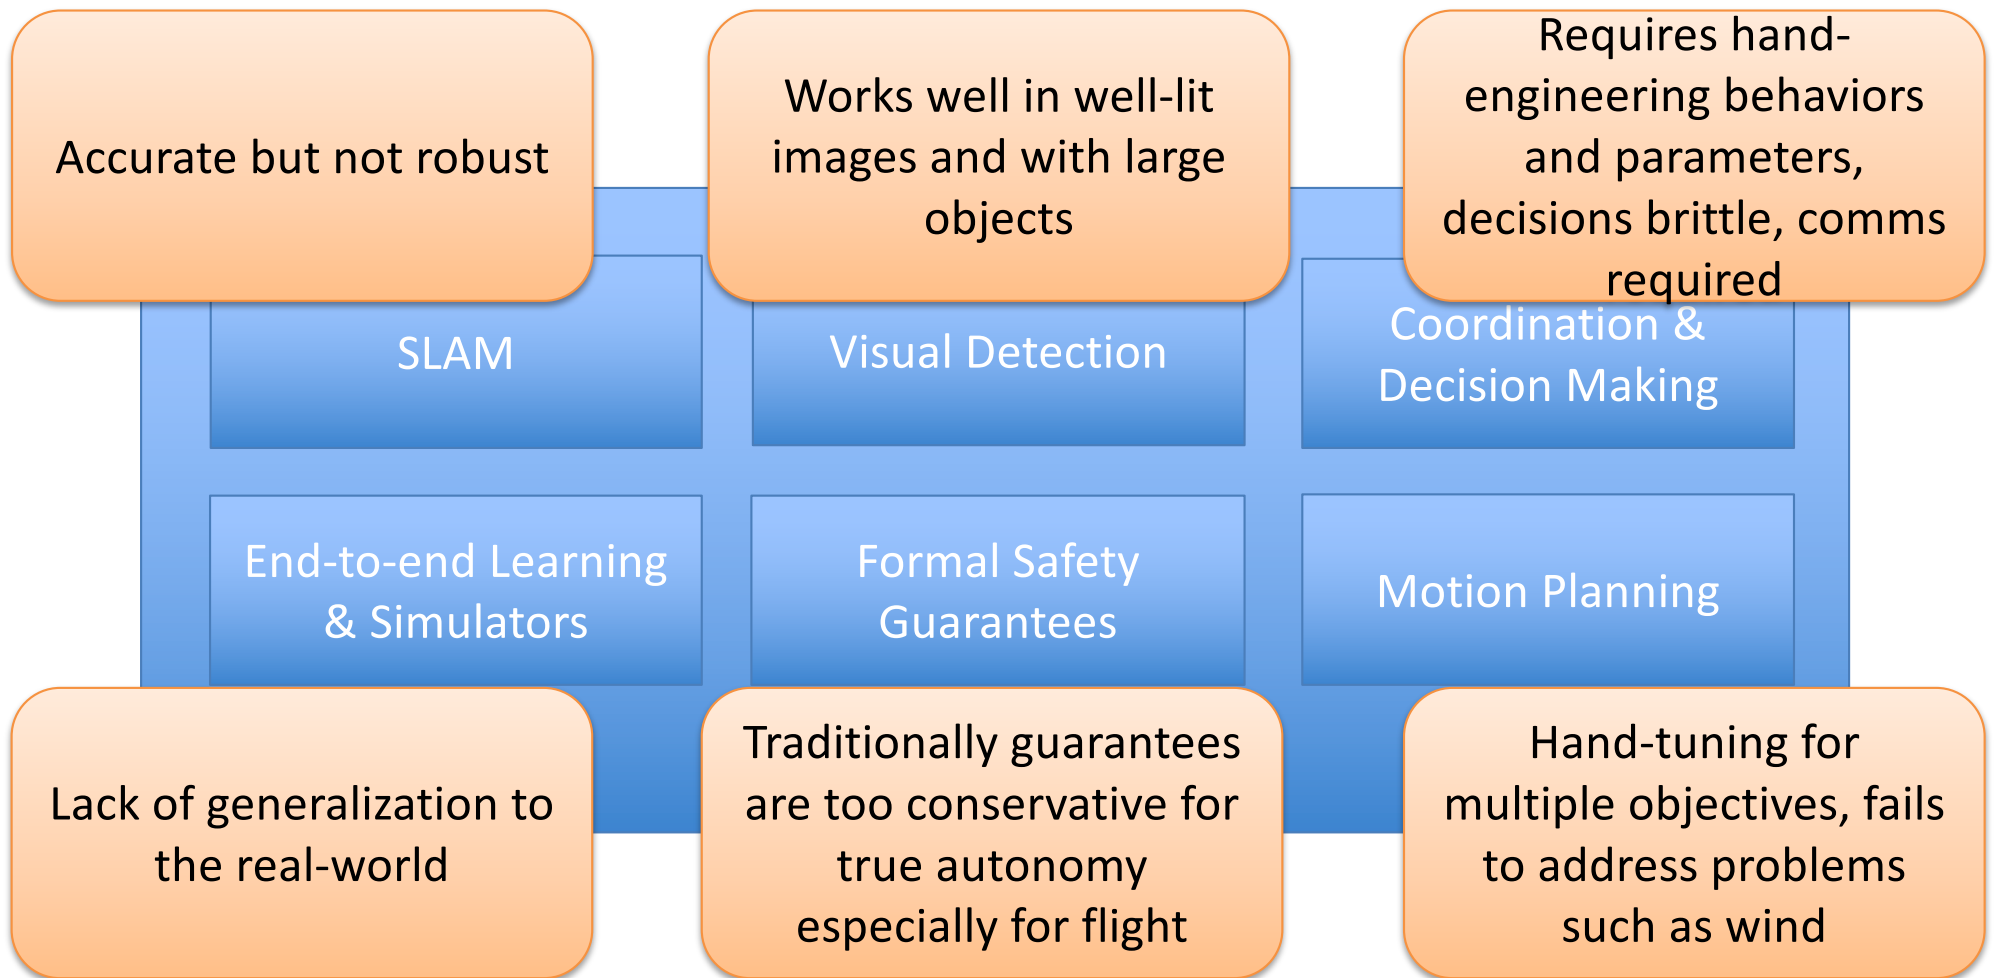 Accurate but not robust
Works well in well-lit
images and with large
objects
Requires hand-
engineering behaviors
and parameters,
decisions brittle, comms
required
SLAM
Visual Detection
Coordination &
Decision Making
End-to-end Learning
& Simulators
Formal Safety
Guarantees
Motion Planning
Lack of generalization to
the real-world
Traditionally guarantees
are too conservative for
true autonomy
especially for flight
Hand-tuning for
multiple objectives, fails
to address problems
such as wind